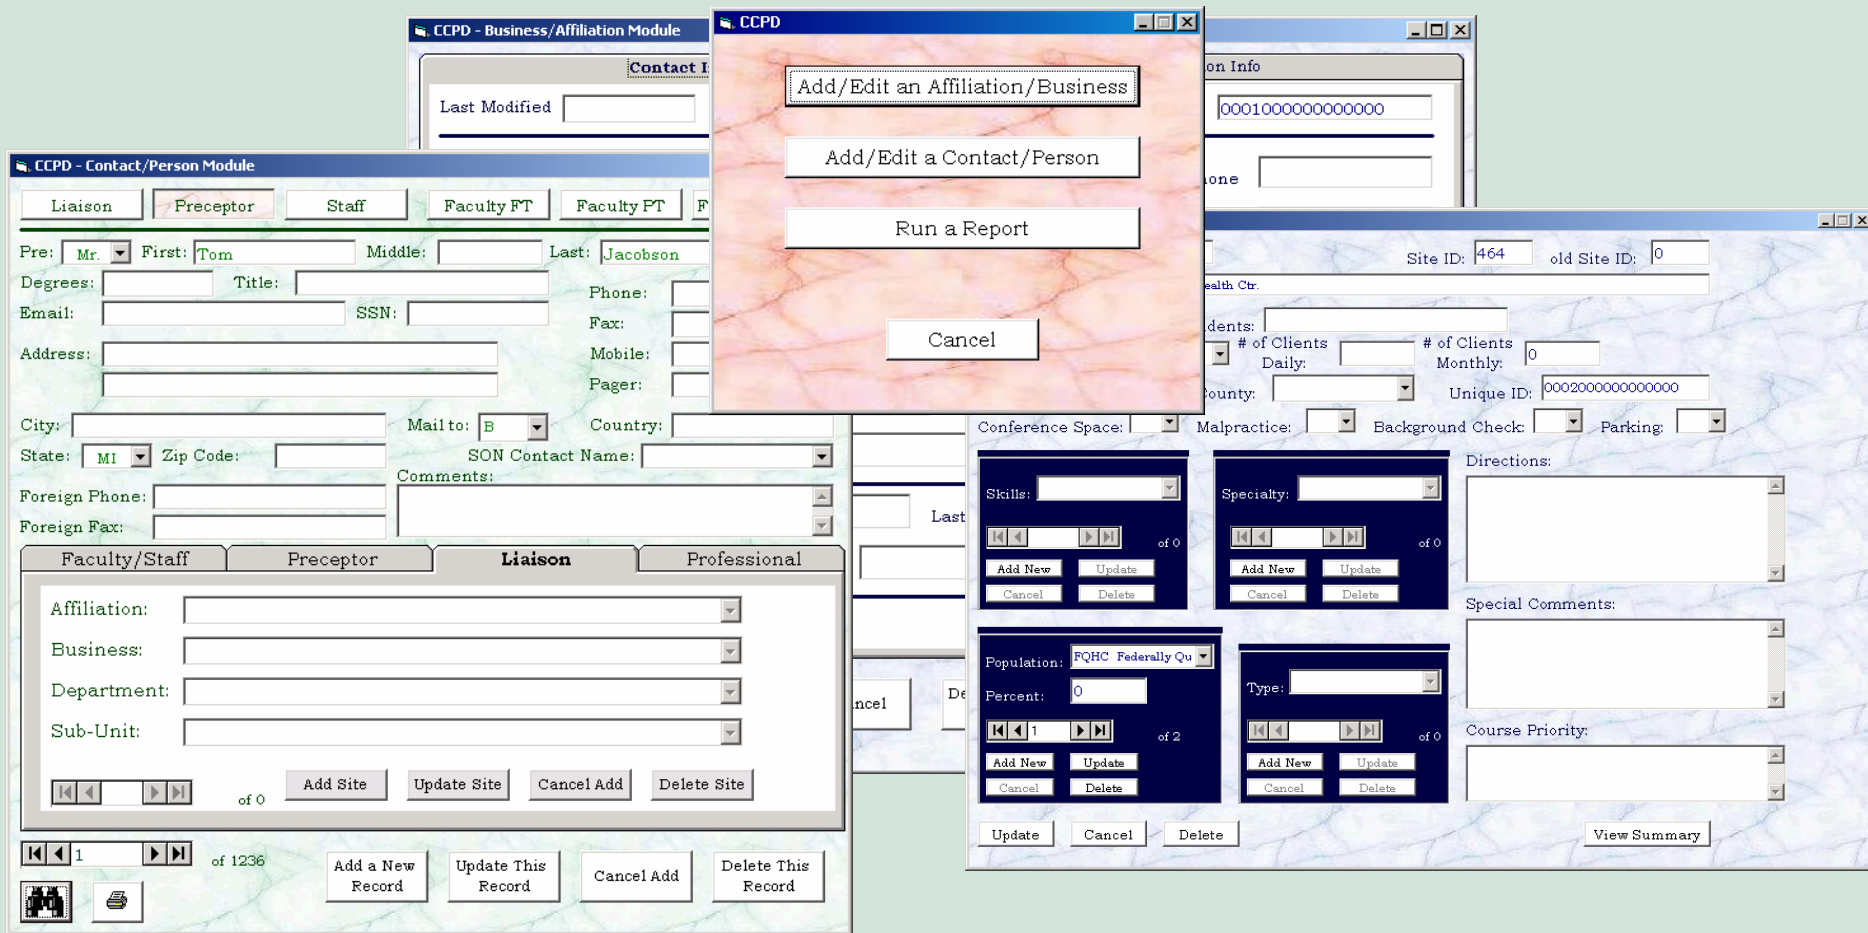 CCPD - Business/Affiliation Module
Contact I
on Info
Last Modified
0001000000000000
one
CCPD
Add/Edit an Affiliation/Business
Add/Edit a Contact/Person
Run a Report
Cancel
CCPD - Contact/Person Module
Liaison Preceptor Staff Faculty FT Faculty PT F
Pre: Mr. First: Tom Middle: Last: Jacobson
Degrees: Title:
Phone:
Email: SSN:
Fax:
Address:
Mobile:
Pager:
City: Mail to: B Country:
State: MI Zip Code: SON Contact Name:
Comments:
Foreign Phone:
Foreign Fax:
Faculty/Staff Preceptor Liaison Professional
Affiliation:
Business:
Department:
Sub-Unit:
of 0
Add Site Update Site Cancel Add Delete Site
1 of 1236
Add a New
Record
Update This
Record
Cancel Add
Delete This
Record
Last
ncel
De
Site ID: 464 old Site ID: 0
ealth Ctr.
dents:
# of Clients
Daily:
# of Clients
Monthly: 0
ounty: Unique ID: 0002000000000000
Conference Space: Malpractice: Background Check: Parking:
Skills:
of 0
Add New Update
Cancel Delete
Specialty:
of 0
Add New Update
Cancel Delete
Directions:
Special Comments:
Population: FQHC Federally Qu
Percent: 0
1 of 2
Add New Update
Cancel Delete
Type:
of 0
Add New Update
Cancel Delete
Course Priority:
Update Cancel Delete View Summary